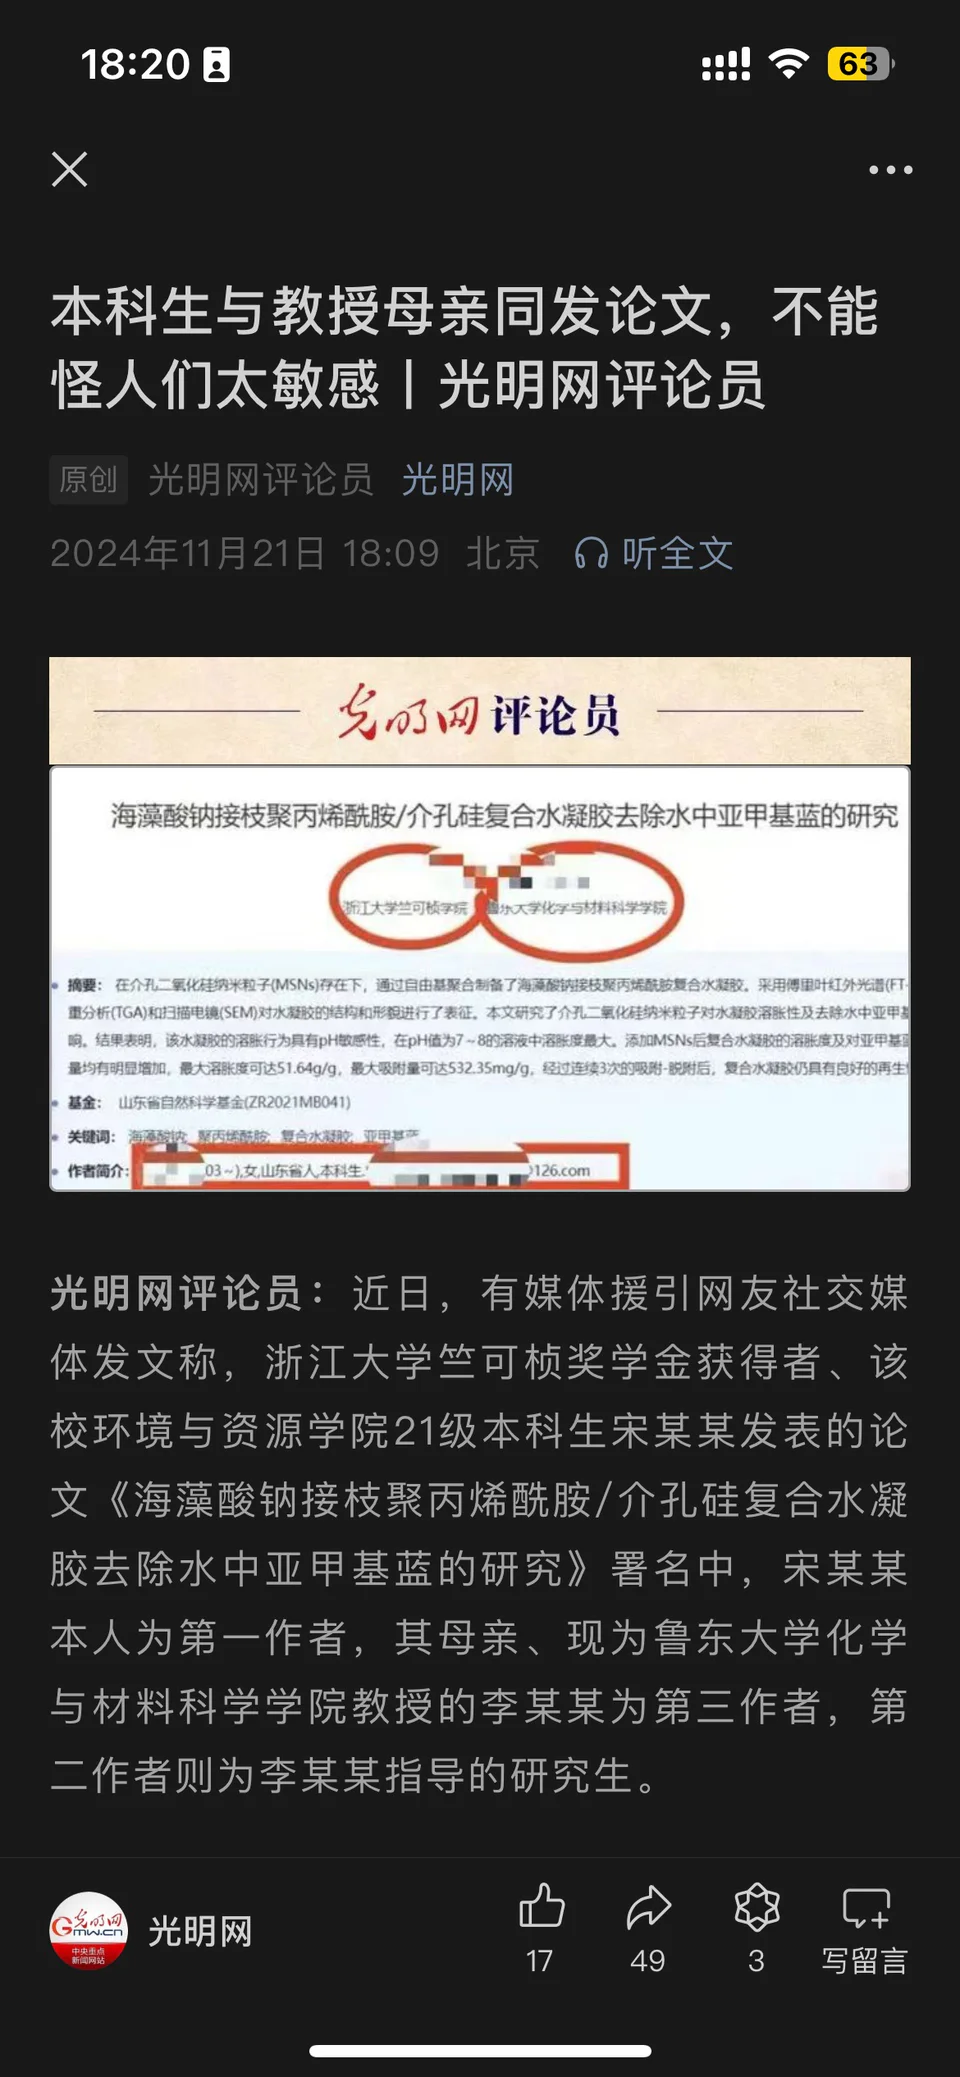 18:20
63
本科生与教授母亲同发论文，不能
怪人们太敏感丨光明网评论员
原创 光明网评论员 光明网
2024年11月21日 18:09 北京 听全文
光明网 评论员
海藻酸钠接枝聚丙烯酰胺/介孔硅复合水凝胶去除水中亚甲基蓝的研究
浙江大学竺可桢学院 鲁东大学化学与材料科学学院
摘要： 在介孔二氧化硅纳米粒子(MSNs)存在下，通过自由基聚合制备了海藻酸钠接枝聚丙烯酰胺复合水凝胶。采用傅里叶红外光谱(FT-
重分析(TGA)和扫描电镜(SEM)对水凝胶的结构和形貌进行了表征。本文研究了介孔二氧化硅纳米粒子对水凝胶溶胀性及去除水中亚甲基
响。结果表明，该水凝胶的溶胀行为具有pH敏感性，在pH值为7~8的溶液中溶胀度最大。添加MSNs后复合水凝胶的溶胀度及对亚甲基蓝
量均有明显增加，最大溶胀度可达51.64g/g，最大吸附量可达532.35mg/g，经过连续3次的吸附-脱附后，复合水凝胶仍具有良好的再生
基金： 山东省自然科学基金(ZR2021MB041)
关键词： 海藻酸钠; 聚丙烯酰胺; 复合水凝胶; 亚甲基蓝
作者简介： 03~),女,山东省人,本科生, 126.com
光明网评论员：近日，有媒体援引网友社交媒
体发文称，浙江大学竺可桢奖学金获得者、该
校环境与资源学院21级本科生宋某某发表的论
文《海藻酸钠接枝聚丙烯酰胺/介孔硅复合水凝
胶去除水中亚甲基蓝的研究》署名中，宋某某
本人为第一作者，其母亲、现为鲁东大学化学
与材料科学学院教授的李某某为第三作者，第
二作者则为李某某指导的研究生。
光明网
GMW.CN
中央重点
新闻网站
光明网
17 49 3 写留言